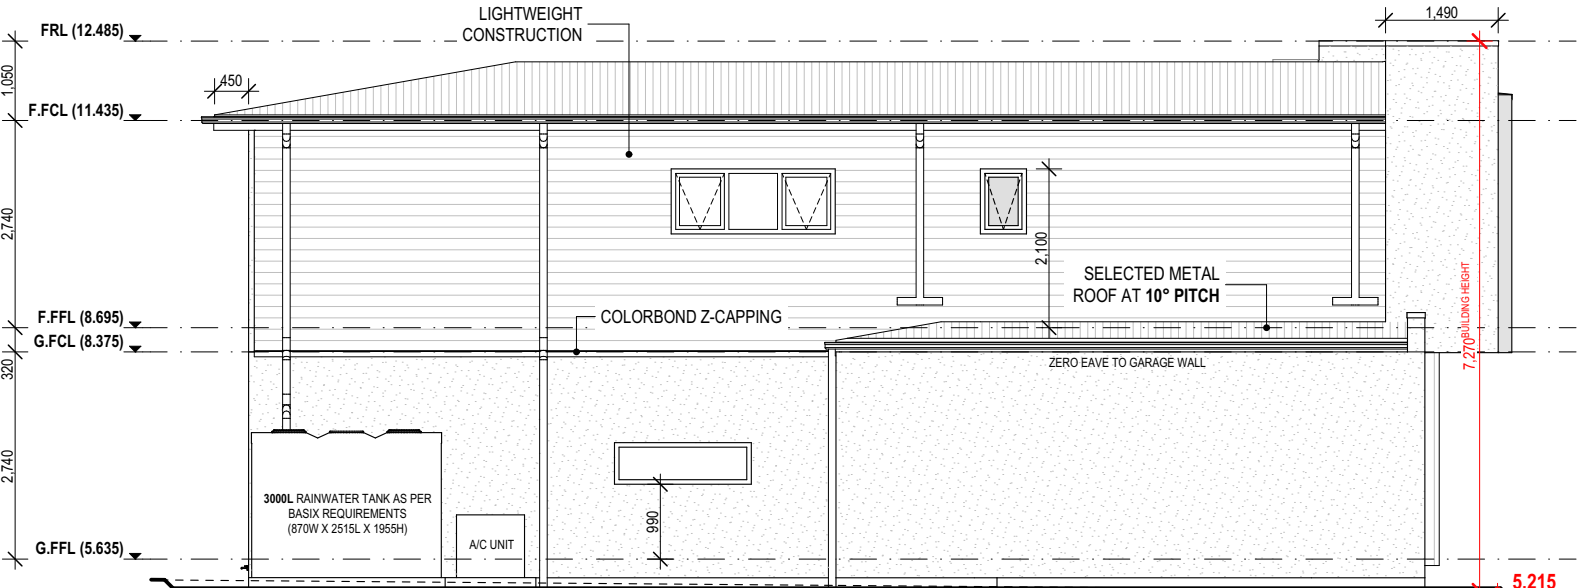 LIGHTWEIGHT
CONSTRUCTION
1,490
FRL (12.485)
1,050
450
F.FCL (11.435)
2,740
2,100
SELECTED METAL
ROOF AT 10° PITCH
7,270 BUILDING HEIGHT
F.FFL (8.695)
COLORBOND Z-CAPPING
G.FCL (8.375)
320
ZERO EAVE TO GARAGE WALL
2,740
3000L RAINWATER TANK AS PER
BASIX REQUIREMENTS
(870W X 2515L X 1955H)
990
A/C UNIT
G.FFL (5.635)
5.215